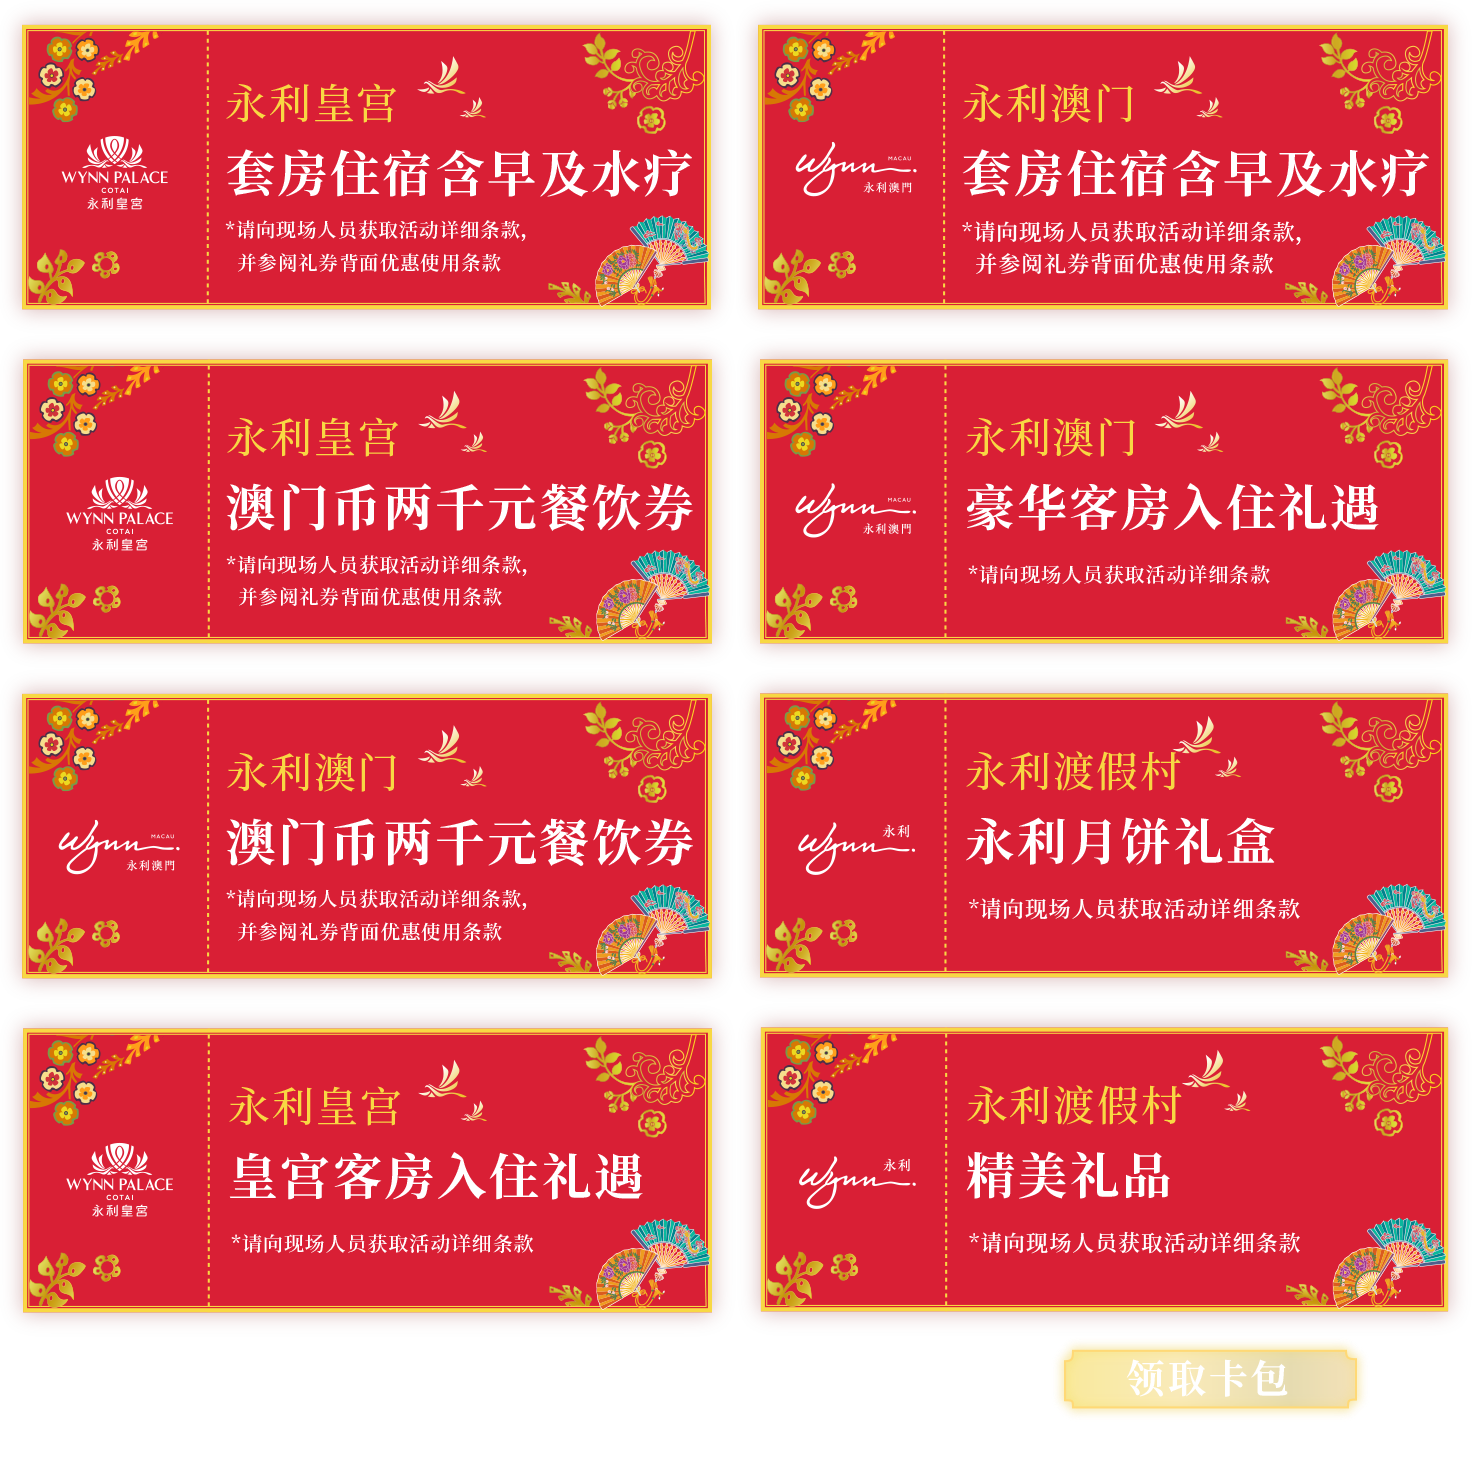 WYNN PALACE
COTAI
永利皇宮
永利皇宫
套房住宿含早及水疗
*请向现场人员获取活动详细条款,
并参阅礼券背面优惠使用条款
Wynn
MACAU
永利澳門
永利澳门
套房住宿含早及水疗
*请向现场人员获取活动详细条款,
并参阅礼券背面优惠使用条款
WYNN PALACE
COTAI
永利皇宮
永利皇宫
澳门币两千元餐饮券
*请向现场人员获取活动详细条款,
并参阅礼券背面优惠使用条款
Wynn
MACAU
永利澳門
永利澳门
豪华客房入住礼遇
*请向现场人员获取活动详细条款
Wynn
MACAU
永利澳門
永利澳门
澳门币两千元餐饮券
*请向现场人员获取活动详细条款,
并参阅礼券背面优惠使用条款
Wynn
永利
永利渡假村
永利月饼礼盒
*请向现场人员获取活动详细条款
WYNN PALACE
COTAI
永利皇宮
永利皇宫
皇宫客房入住礼遇
*请向现场人员获取活动详细条款
Wynn
永利
永利渡假村
精美礼品
*请向现场人员获取活动详细条款
领取卡包